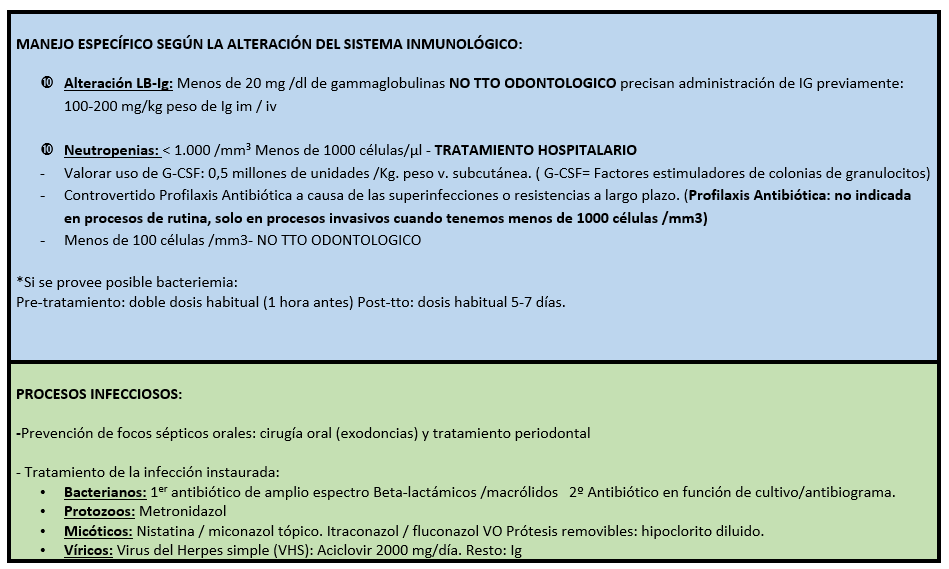 MANEJO ESPECÍFICO SEGÚN LA ALTERACIÓN DEL SISTEMA INMUNOLÓGICO:
❿ Alteración LB-Ig: Menos de 20 mg /dl de gammaglobulinas NO TTO ODONTOLOGICO precisan administración de IG previamente:
100-200 mg/kg peso de Ig im / iv
❿ Neutropenias: < 1.000 /mm³ Menos de 1000 células/µl - TRATAMIENTO HOSPITALARIO
- Valorar uso de G-CSF: 0,5 millones de unidades /Kg. peso v. subcutánea. ( G-CSF= Factores estimuladores de colonias de granulocitos)
- Controvertido Profilaxis Antibiótica a causa de las superinfecciones o resistencias a largo plazo. (Profilaxis Antibiótica: no indicada
en procesos de rutina, solo en procesos invasivos cuando tenemos menos de 1000 células /mm3)
- Menos de 100 células /mm3- NO TTO ODONTOLOGICO
*Si se provee posible bacteriemia:
Pre-tratamiento: doble dosis habitual (1 hora antes) Post-tto: dosis habitual 5-7 días.
PROCESOS INFECCIOSOS:
-Prevención de focos sépticos orales: cirugía oral (exodoncias) y tratamiento periodontal
- Tratamiento de la infección instaurada:
• Bacterianos: 1er antibiótico de amplio espectro Beta-lactámicos /macrólidos 2º Antibiótico en función de cultivo/antibiograma.
• Protozoos: Metronidazol
• Micóticos: Nistatina / miconazol tópico. Itraconazol / fluconazol VO Prótesis removibles: hipoclorito diluido.
• Víricos: Virus del Herpes simple (VHS): Aciclovir 2000 mg/día. Resto: Ig